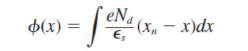 ϕ(x) = ∫ eN_d/ϵ_s (x_n − x)dx